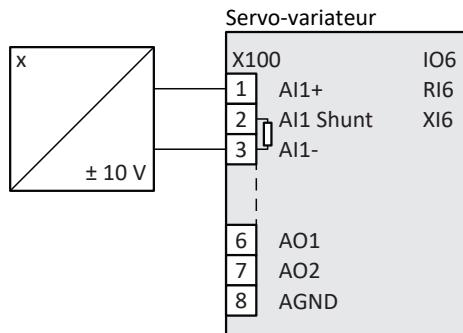 Servo-variateur
x
± 10 V
X100 IO6
1 AI1+ RI6
2 AI1 Shunt XI6
3 AI1-
6 AO1
7 AO2
8 AGND